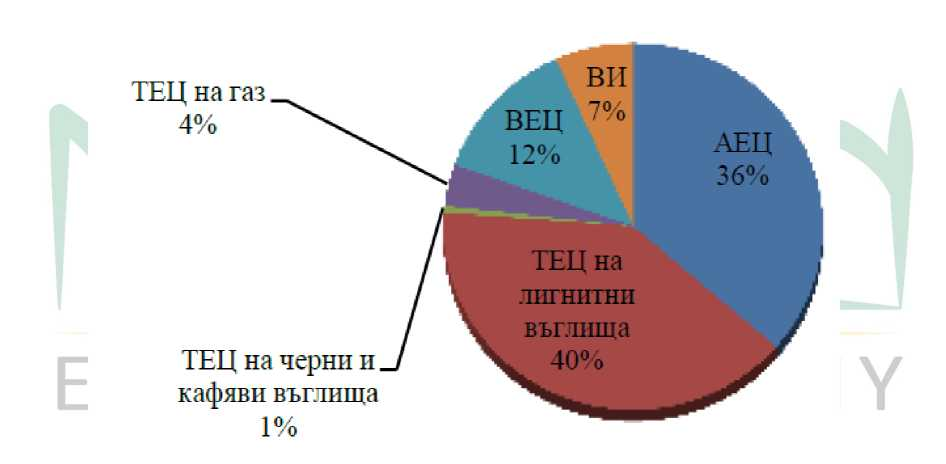 ВИ
7%
ТЕЦ на газ
4%
ВЕЦ
12%
АЕЦ
36%
ТЕЦ на
лигнитни
въглища
40%
ТЕЦ на черни и
кафяви въглища
1%
E
Y